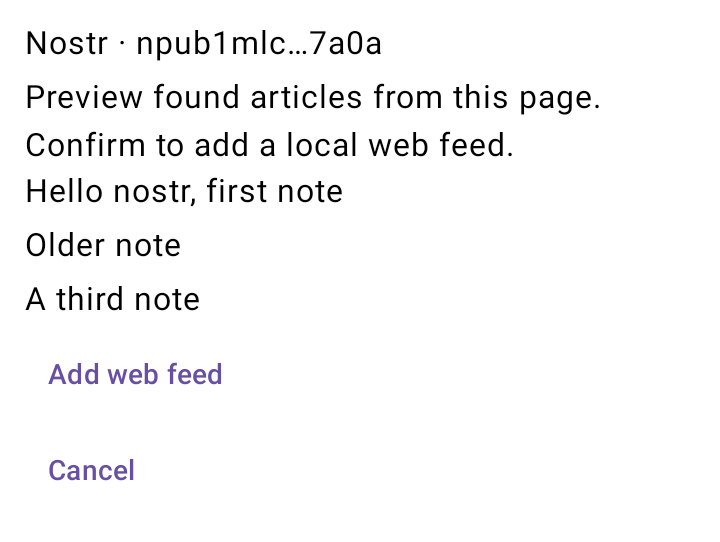 Nostr · npub1mlc…7a0a
Preview found articles from this page.
Confirm to add a local web feed.
Hello nostr, first note
Older note
A third note
Add web feed
Cancel